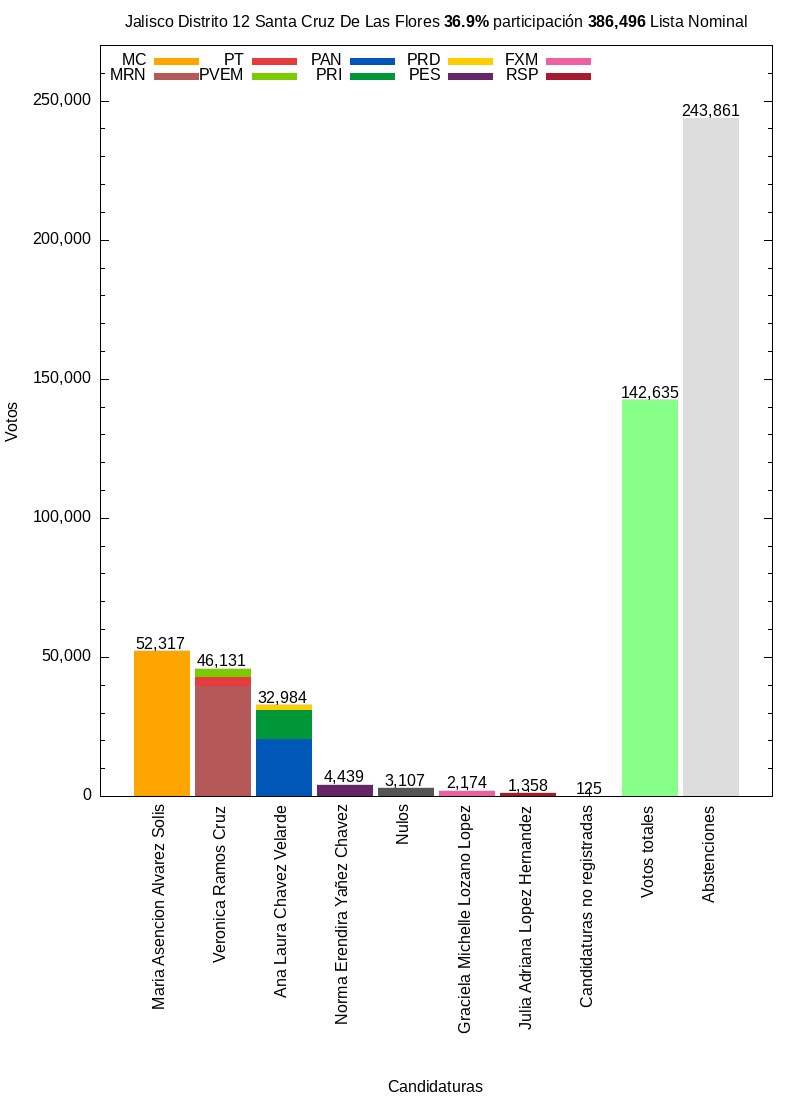 Jalisco Distrito 12 Santa Cruz De Las Flores 36.9% participación 386,496 Lista Nominal
MC PT PAN PRD FXM
MRN PVEM PRI PES RSP
250,000
200,000
150,000
100,000
50,000
0
Votos
52,317
46,131
32,984
4,439
3,107
2,174
1,358
125
142,635
243,861
Maria Asencion Alvarez Solis
Veronica Ramos Cruz
Ana Laura Chavez Velarde
Norma Erendira Yañez Chavez
Nulos
Graciela Michelle Lozano Lopez
Julia Adriana Lopez Hernandez
Candidaturas no registradas
Votos totales
Abstenciones
Candidaturas